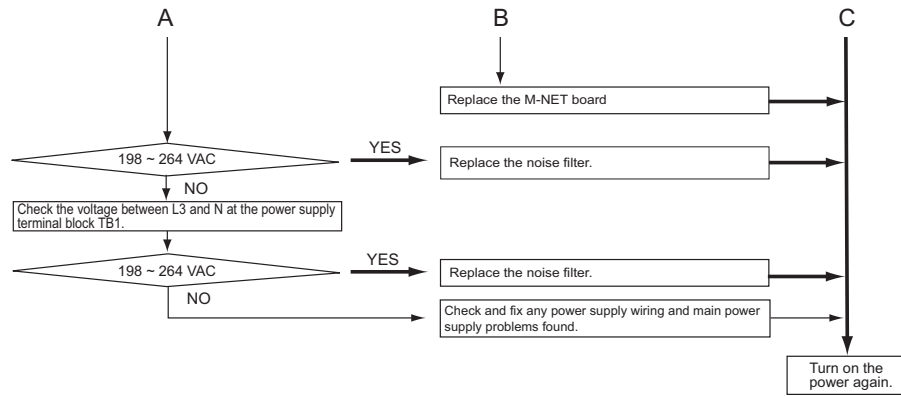 A
B
C
Replace the M-NET board
198 ~ 264 VAC
YES
Replace the noise filter.
NO
Check the voltage between L3 and N at the power supply
terminal block TB1.
198 ~ 264 VAC
YES
Replace the noise filter.
NO
Check and fix any power supply wiring and main power
supply problems found.
Turn on the
power again.